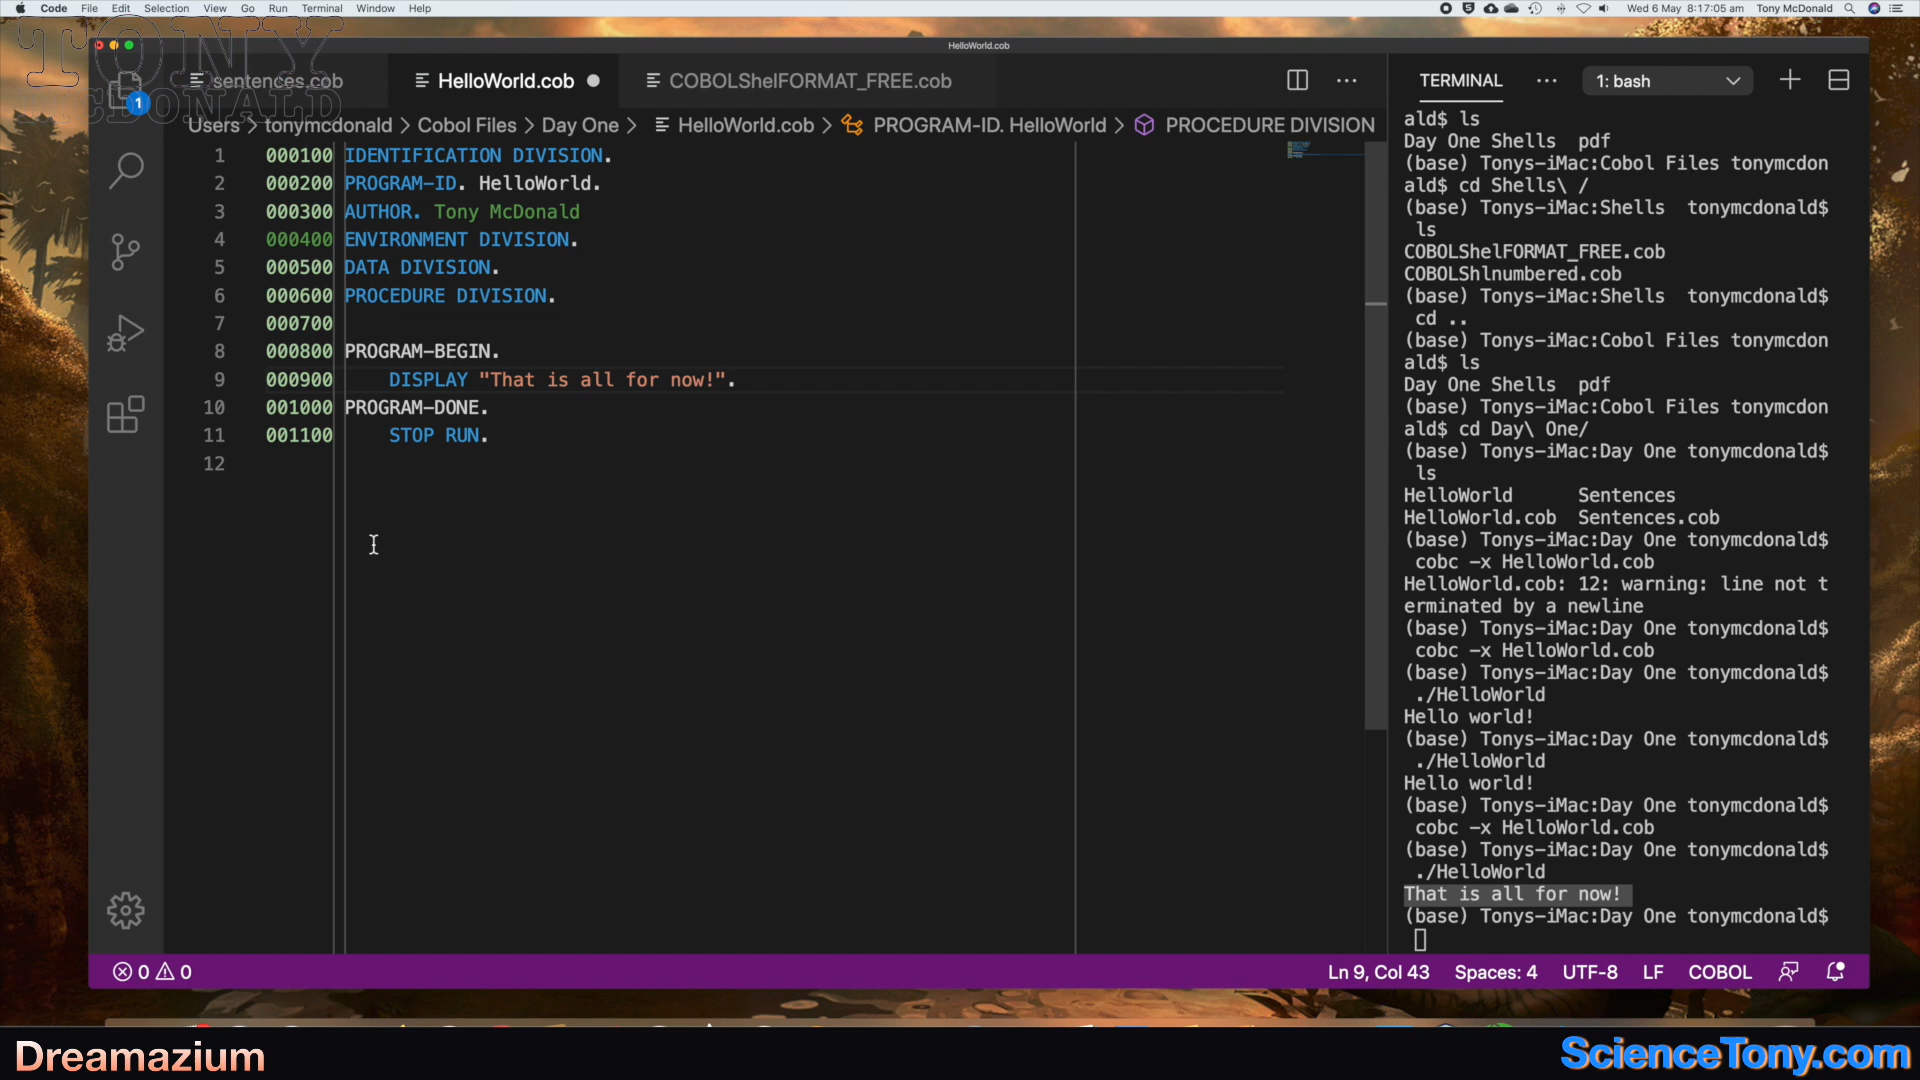 Code File Edit Selection View Go Run Terminal Window Help
Wed 6 May 8:17:05 am Tony McDonald
TONY
MCDONALD
HelloWorld.cob
sentences.cob HelloWorld.cob COBOLShelFORMAT_FREE.cob
1
Users > tonymcdonald > Cobol Files > Day One > HelloWorld.cob > PROGRAM-ID. HelloWorld > PROCEDURE DIVISION
1 000100 IDENTIFICATION DIVISION.
2 000200 PROGRAM-ID. HelloWorld.
3 000300 AUTHOR. Tony McDonald
4 000400 ENVIRONMENT DIVISION.
5 000500 DATA DIVISION.
6 000600 PROCEDURE DIVISION.
7 000700
8 000800 PROGRAM-BEGIN.
9 000900 DISPLAY "That is all for now!".
10 001000 PROGRAM-DONE.
11 001100 STOP RUN.
12
TERMINAL ... 1: bash
ald$ ls
Day One Shells  pdf
(base) Tonys-iMac:Cobol Files tonymcdon
ald$ cd Shells\ /
(base) Tonys-iMac:Shells  tonymcdonald$
ls
COBOLShelFORMAT_FREE.cob
COBOLShlnumbered.cob
(base) Tonys-iMac:Shells  tonymcdonald$
cd ..
(base) Tonys-iMac:Cobol Files tonymcdon
ald$ ls
Day One Shells  pdf
(base) Tonys-iMac:Cobol Files tonymcdon
ald$ cd Day\ One/
(base) Tonys-iMac:Day One tonymcdonald$
ls
HelloWorld      Sentences
HelloWorld.cob  Sentences.cob
(base) Tonys-iMac:Day One tonymcdonald$
cobc -x HelloWorld.cob
HelloWorld.cob: 12: warning: line not t
erminated by a newline
(base) Tonys-iMac:Day One tonymcdonald$
cobc -x HelloWorld.cob
(base) Tonys-iMac:Day One tonymcdonald$
./HelloWorld
Hello world!
(base) Tonys-iMac:Day One tonymcdonald$
./HelloWorld
Hello world!
(base) Tonys-iMac:Day One tonymcdonald$
cobc -x HelloWorld.cob
(base) Tonys-iMac:Day One tonymcdonald$
./HelloWorld
That is all for now!
(base) Tonys-iMac:Day One tonymcdonald$
0 0 Ln 9, Col 43 Spaces: 4 UTF-8 LF COBOL
Dreamazium
ScienceTony.com